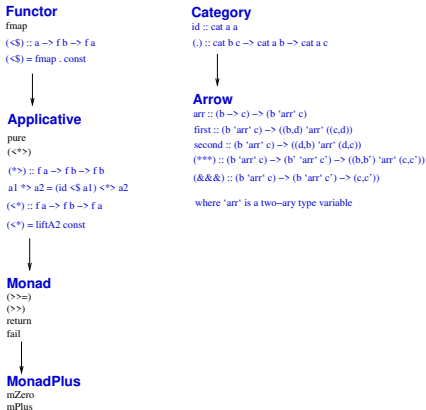 Functor
fmap
(<$) :: a −> f b −> f a
(<$) = fmap . const
Applicative
pure
(<*>)
(*>) :: f a −> f b −> f b
a1 *> a2 = (id <$ a1) <*> a2
(<*) :: f a −> f b −> f a
(<*) = liftA2 const
Monad
(>>=)
(>>)
return
fail
MonadPlus
mZero
mPlus
Category
id :: cat a a
(.) :: cat b c −> cat a b −> cat a c
Arrow
arr :: (b −> c) −> (b ‘arr‘ c)
first :: (b ‘arr‘ c) −> ((b,d) ‘arr‘ ((c,d))
second :: (b ‘arr‘ c) −> ((d,b) ‘arr‘ (d,c))
(***) :: (b ‘arr‘ c) −> (b’ ‘arr‘ c’) −> ((b,b’) ‘arr‘ (c,c’))
(&&&) :: (b ‘arr‘ c) −> (b ‘arr‘ c’) −> (c,c’))
where ‘arr‘ is a two−ary type variable